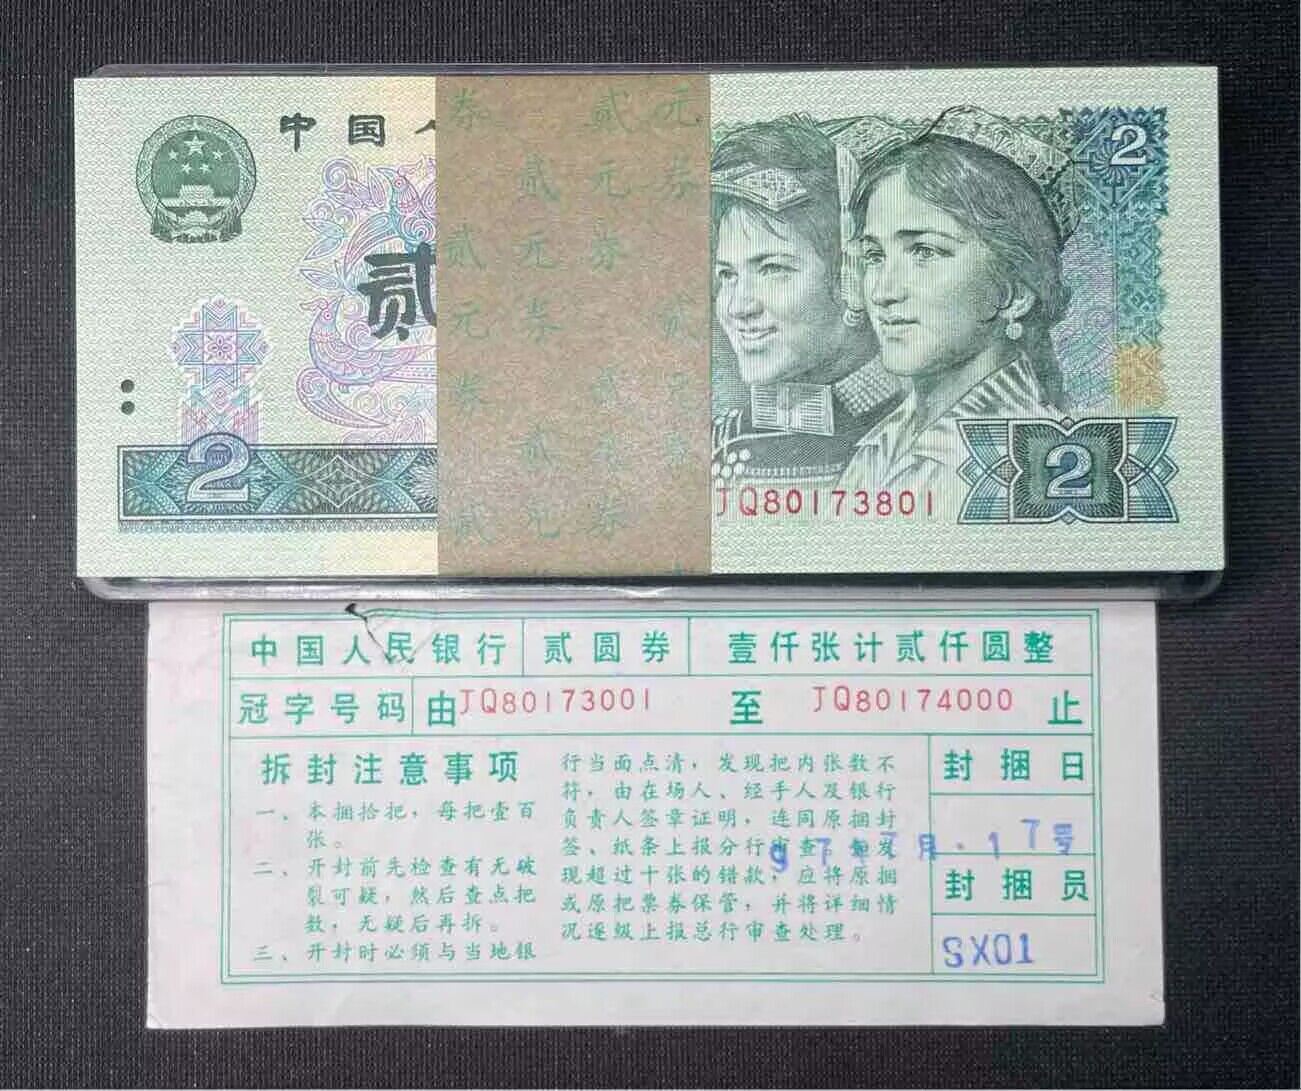 中国人
2
贰
2
JQ80173801
2
券 贰 元
贰 元 券
贰 元 券
元 券 贰
中国人民银行 贰圆券 壹仟张计贰仟圆整
冠字号码 由JQ80173001 至 JQ80174000 止
拆封注意事项
一、本捆拾把，每把壹百
张。
二、开封前先检查有无破
裂可疑，然后查点把
数，无疑后再拆。
三、开封时必须与当地银
行当面点清，发现把内张数不
符，由在场人、经手人及银行
负责人签章证明，连同原捆封
签、纸条上报分行审查。如发
现超过十张的错款，应将原捆
或原把票券保管，并将详细情
况逐级上报总行审查处理。
封捆日
97年7月.17号
封捆员
SX01